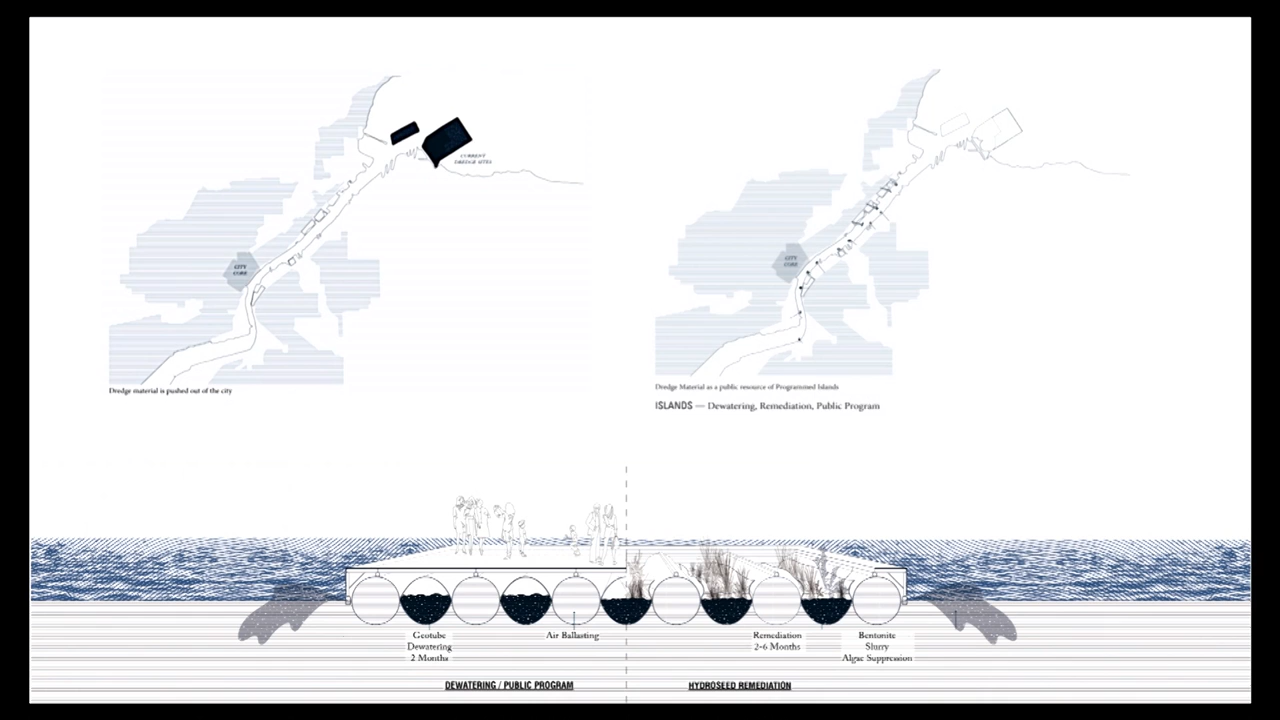 CURRENT
DREDGE SITES
CITY
CORE
Dredge material is pushed out of the city
CITY
CORE
Dredge Material as a public resource of Programmed Islands
ISLANDS — Dewatering, Remediation, Public Program
Geotube
Dewatering
2 Months
Air Ballasting
Remediation
2-6 Months
Bentonite
Slurry
Algae Suppression
DEWATERING / PUBLIC PROGRAM
HYDROSEED REMEDIATION